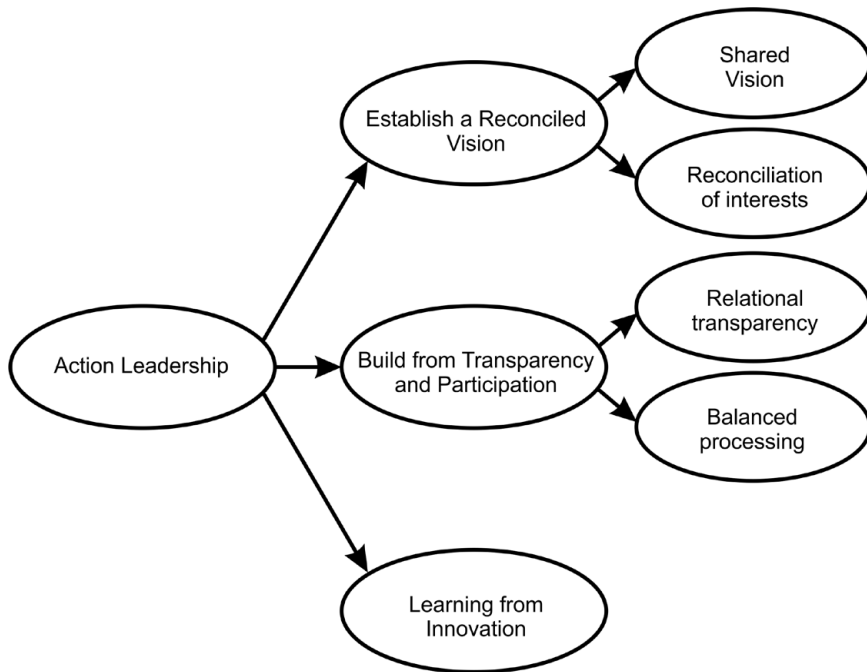 Shared
Vision
Establish a Reconciled
Vision
Reconciliation
of interests
Relational
transparency
Action Leadership
Build from Transparency
and Participation
Balanced
processing
Learning from
Innovation